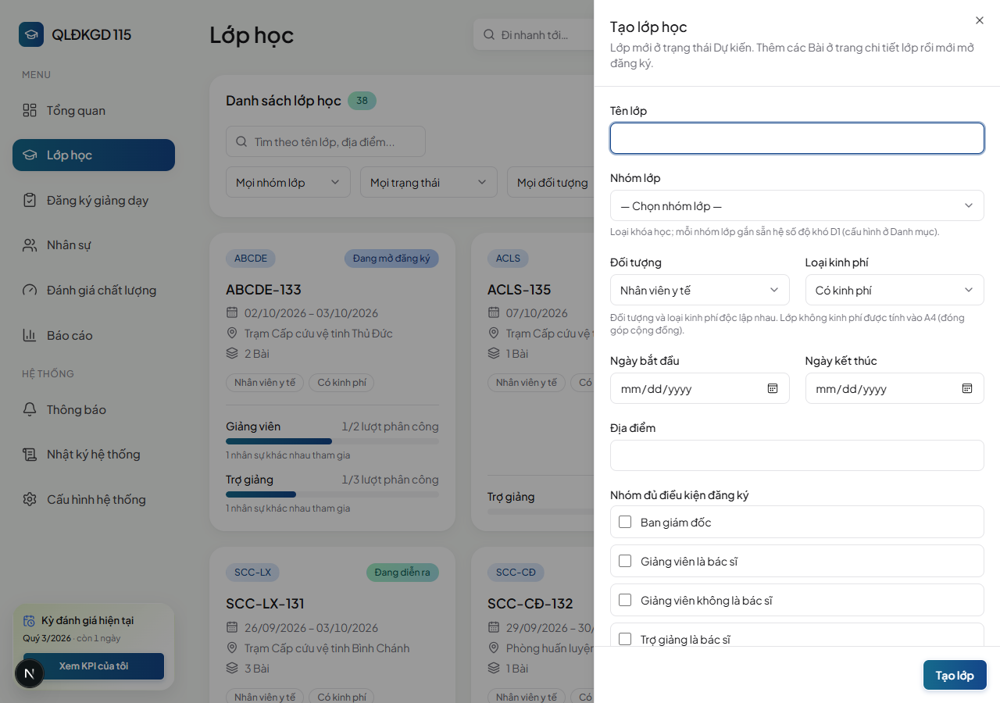 QLĐKGD 115
MENU
Tổng quan
Lớp học
Đăng ký giảng dạy
Nhân sự
Đánh giá chất lượng
Báo cáo
HỆ THỐNG
Thông báo
Nhật ký hệ thống
Cấu hình hệ thống
Kỳ đánh giá hiện tại
Quý 3/2026 · còn 1 ngày
Xem KPI của tôi
N
Lớp học
Đi nhanh tới...
Danh sách lớp học 38
Tìm theo tên lớp, địa điểm...
Mọi nhóm lớp
Mọi trạng thái
Mọi đối tượng
ABCDE
Đang mở đăng ký
ABCDE-133
02/10/2026 – 03/10/2026
Trạm Cấp cứu vệ tinh Thủ Đức
2 Bài
Nhân viên y tế
Có kinh phí
Giảng viên
1/2 lượt phân công
1 nhân sự khác nhau tham gia
Trợ giảng
1/3 lượt phân công
1 nhân sự khác nhau tham gia
ACLS
ACLS-135
07/10/2026
Trạm Cấp cứu vệ t
1 Bài
Nhân viên y tế
Có
Trợ giảng
SCC-LX
Đang diễn ra
SCC-LX-131
26/09/2026 – 03/10/2026
Trạm Cấp cứu vệ tinh Bình Chánh
3 Bài
Nhân viên y tế
Có kinh phí
SCC-CĐ
SCC-CĐ-132
29/09/2026 – 30/
Phòng huấn luyện
1 Bài
Nhân viên y tế
Có
Tạo lớp học
Lớp mới ở trạng thái Dự kiến. Thêm các Bài ở trang chi tiết lớp rồi mới mở
đăng ký.
Tên lớp
Nhóm lớp
— Chọn nhóm lớp —
Loại khóa học; mỗi nhóm lớp gắn sẵn hệ số độ khó D1 (cấu hình ở Danh mục).
Đối tượng
Loại kinh phí
Nhân viên y tế
Có kinh phí
Đối tượng và loại kinh phí độc lập nhau. Lớp không kinh phí được tính vào A4 (đóng
góp cộng đồng).
Ngày bắt đầu
Ngày kết thúc
mm/dd/yyyy
mm/dd/yyyy
Địa điểm
Nhóm đủ điều kiện đăng ký
Ban giám đốc
Giảng viên là bác sĩ
Giảng viên không là bác sĩ
Trợ giảng là bác sĩ
Tạo lớp